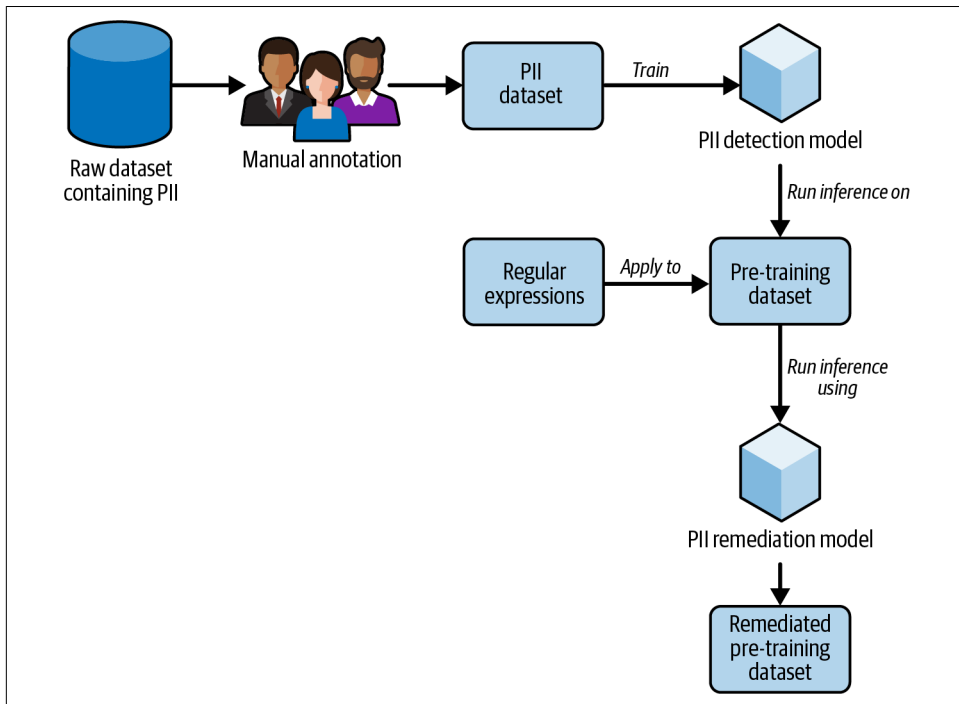 PII
dataset
Train
Raw dataset
containing PII
Manual annotation
PII detection model
Run inference on
Regular
expressions
Apply to
Pre-training
dataset
Run inference
using
PII remediation model
Remediated
pre-training
dataset